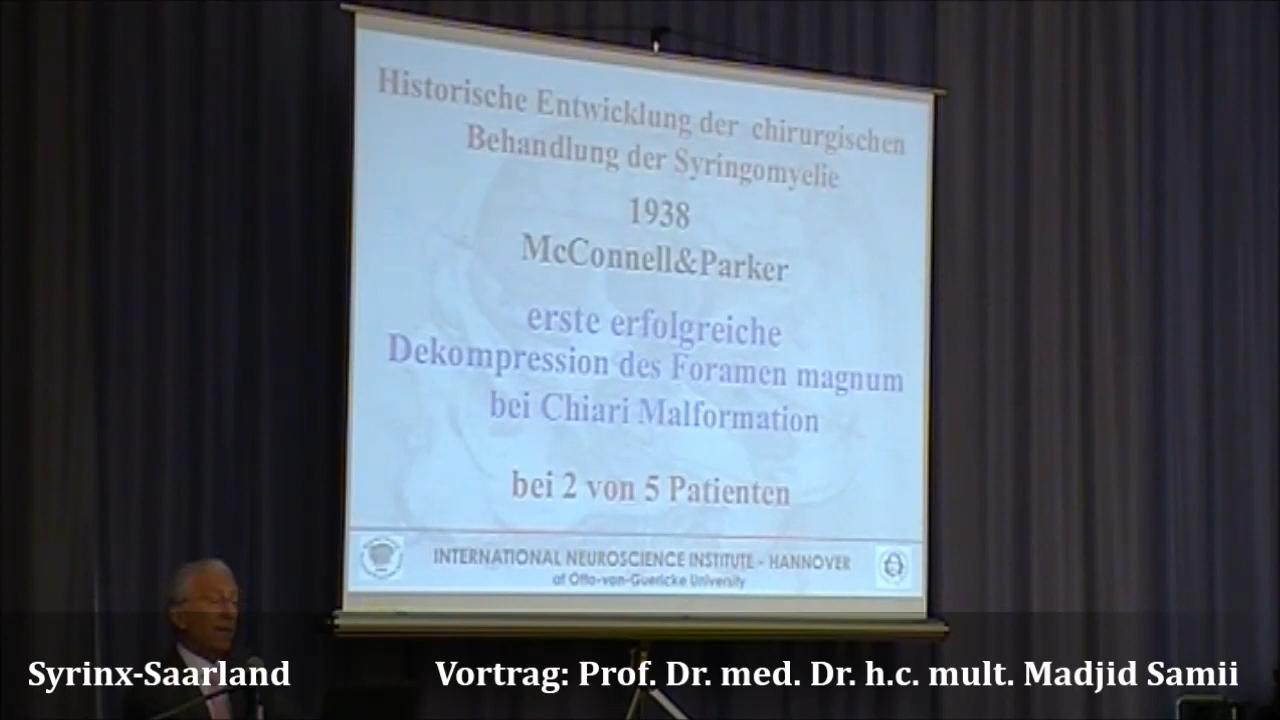 Historische Entwicklung der chirurgischen
Behandlung der Syringomyelie
1938
McConnell&Parker
erste erfolgreiche
Dekompression des Foramen magnum
bei Chiari Malformation
bei 2 von 5 Patienten
INTERNATIONAL NEUROSCIENCE INSTITUTE - HANNOVER
at Otto-von-Guericke University
Syrinx-Saarland
Vortrag: Prof. Dr. med. Dr. h.c. mult. Madjid Samii